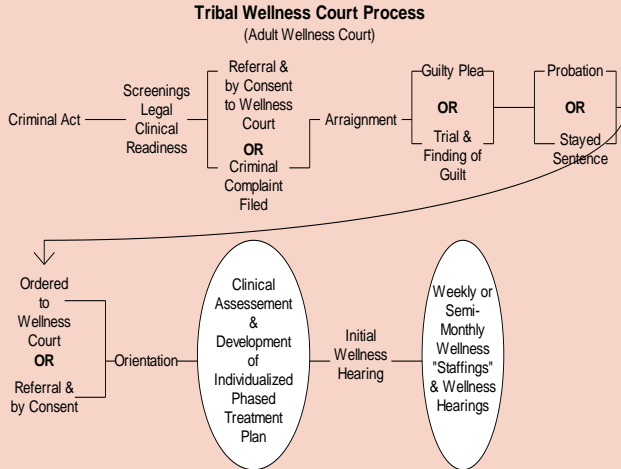 Tribal Wellness Court Process
(Adult Wellness Court)
Criminal Act
Screenings
Legal
Clinical
Readiness
Referral &
by Consent
to Wellness
Court
OR
Criminal
Complaint
Filed
Arraignment
Guilty Plea
OR
Trial &
Finding of
Guilt
Probation
OR
Stayed
Sentence
Ordered
to
Wellness
Court
OR
Referral &
by Consent
Orientation
Clinical
Assessement
&
Development
of
Individualized
Phased
Treatment
Plan
Initial
Wellness
Hearing
Weekly or
Semi-
Monthly
Wellness
"Staffings"
& Wellness
Hearings